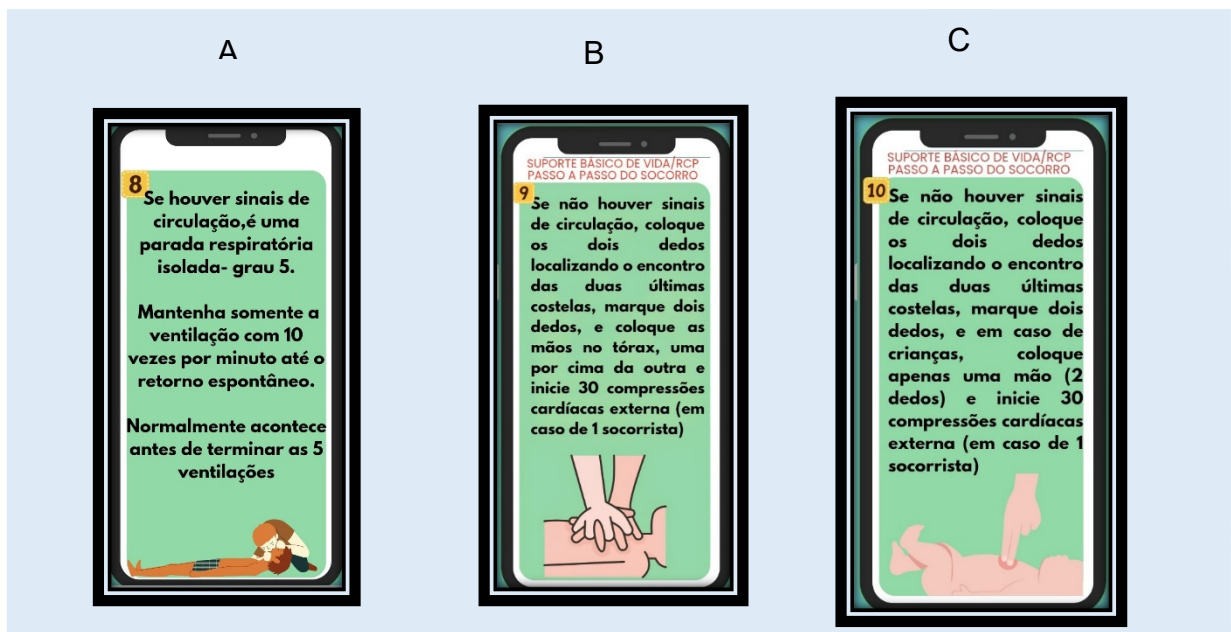 A
B
C
8
Se houver sinais de
circulação,é uma
parada respiratória
isolada- grau 5.
Mantenha somente a
ventilação com 10
vezes por minuto até o
retorno espontâneo.
Normalmente acontece
antes de terminar as 5
ventilações
SUPORTE BÁSICO DE VIDA/RCP
PASSO A PASSO DO SOCORRO
9
Se não houver sinais
de circulação, coloque
os dois dedos
localizando o encontro
das duas últimas
costelas, marque dois
dedos, e coloque as
mãos no tórax, uma
por cima da outra e
inicie 30 compressões
cardíacas externa (em
caso de 1 socorrista)
SUPORTE BÁSICO DE VIDA/RCP
PASSO A PASSO DO SOCORRO
10
Se não houver sinais
de circulação, coloque
os dois dedos
localizando o encontro
das duas últimas
costelas, marque dois
dedos, e em caso de
crianças, coloque
apenas uma mão (2
dedos) e inicie 30
compressões cardíacas
externa (em caso de 1
socorrista)